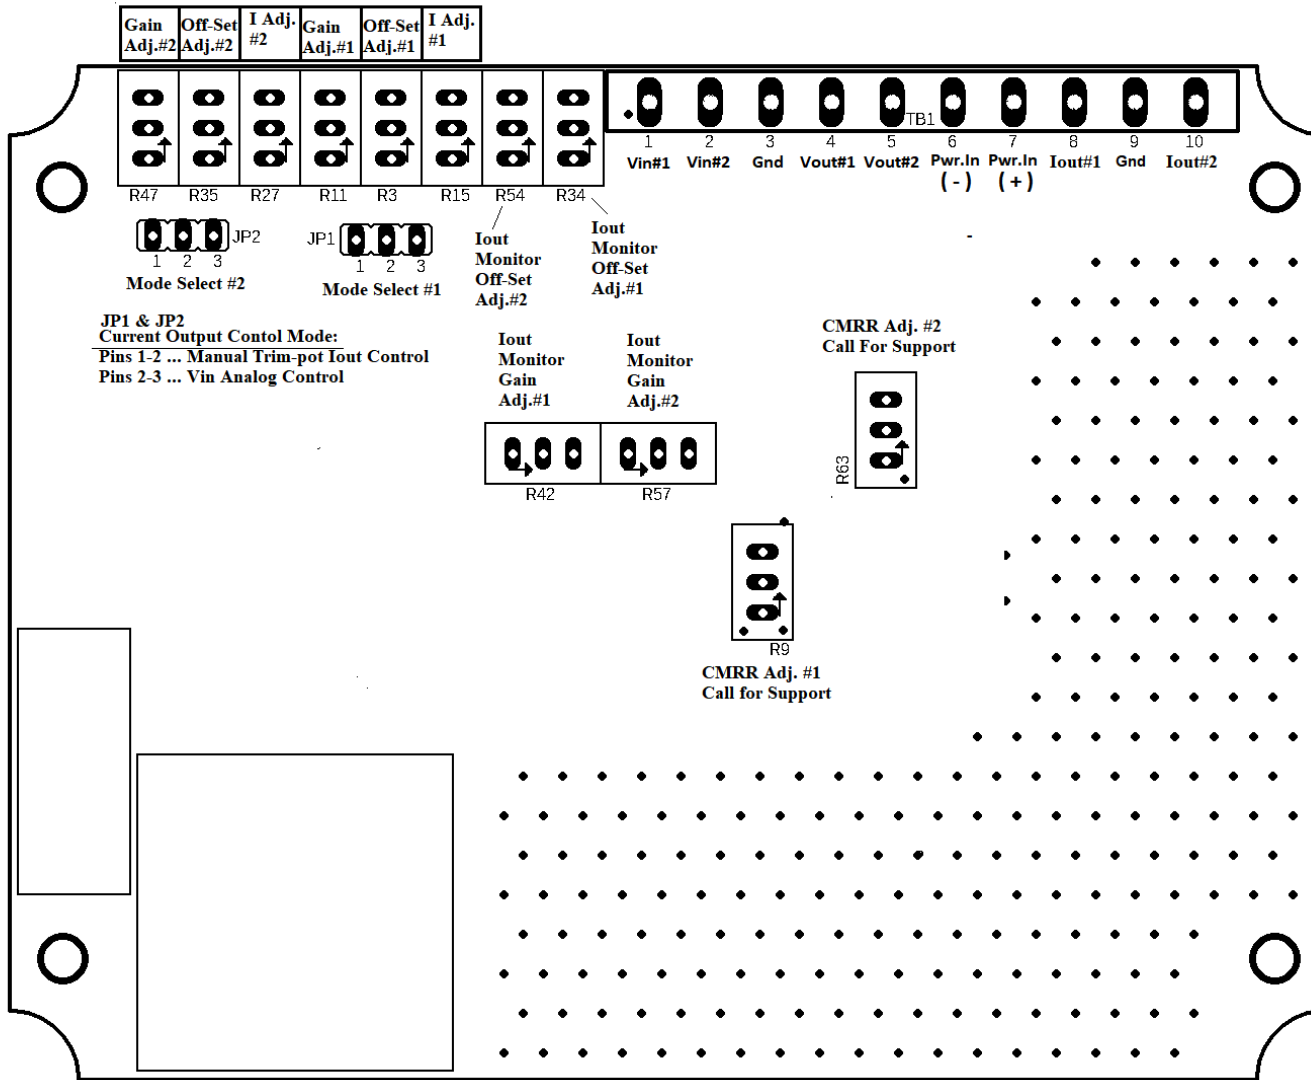 Gain
Adj.#2
Off-Set
Adj.#2
I Adj.
#2
Gain
Adj.#1
Off-Set
Adj.#1
I Adj.
#1
TB1
1 2 3 4 5 6 7 8 9 10
Vin#1 Vin#2 Gnd Vout#1 Vout#2 Pwr.In Pwr.In Iout#1 Gnd Iout#2
( - ) ( + )
R47 R35 R27 R11 R3 R15 R54 R34
JP2
1 2 3
Mode Select #2
JP1
1 2 3
Mode Select #1
Iout
Monitor
Off-Set
Adj.#2
Iout
Monitor
Off-Set
Adj.#1
JP1 & JP2
Current Output Contol Mode:
Pins 1-2 ... Manual Trim-pot Iout Control
Pins 2-3 ... Vin Analog Control
Iout
Monitor
Gain
Adj.#1
Iout
Monitor
Gain
Adj.#2
CMRR Adj. #2
Call For Support
R63
R42 R57
R9
CMRR Adj. #1
Call for Support